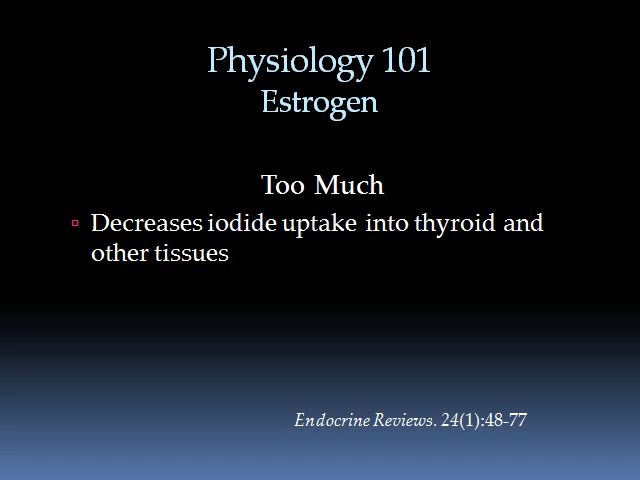 Physiology 101
Estrogen
Too Much
Decreases iodide uptake into thyroid and
other tissues
Endocrine Reviews. 24(1):48-77